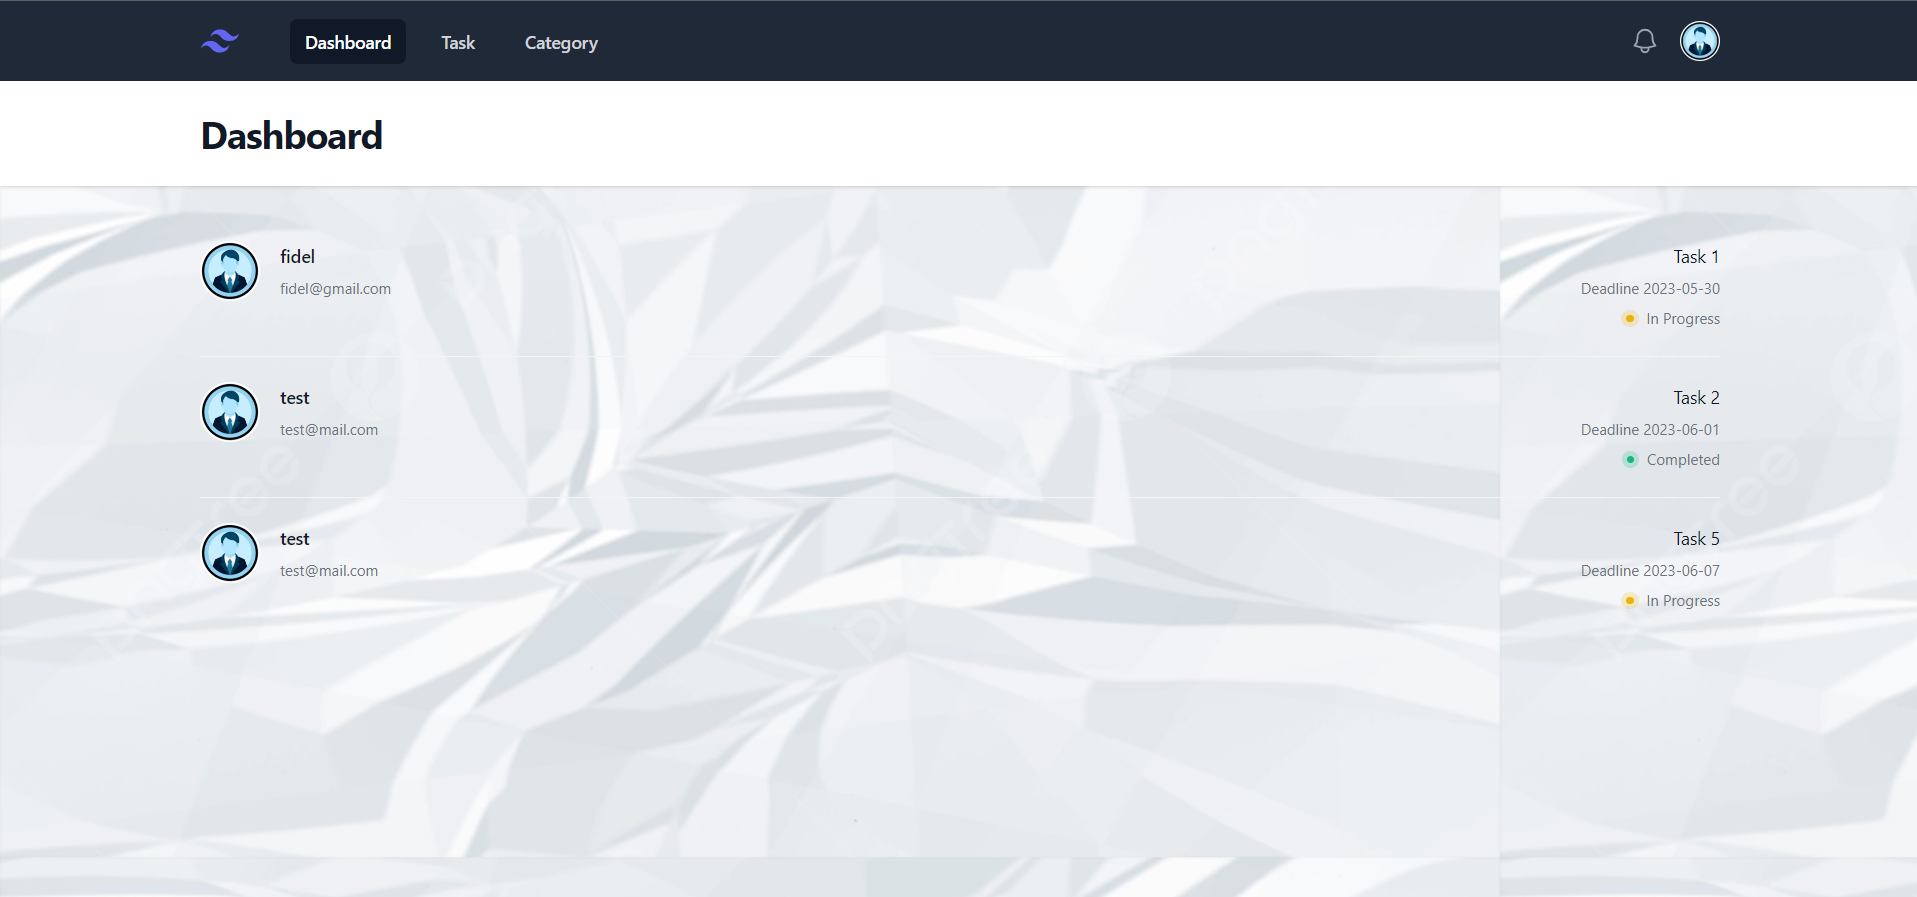 Dashboard Task Category
Dashboard
fidel
fidel@gmail.com
Task 1
Deadline 2023-05-30
In Progress
test
test@mail.com
Task 2
Deadline 2023-06-01
Completed
test
test@mail.com
Task 5
Deadline 2023-06-07
In Progress